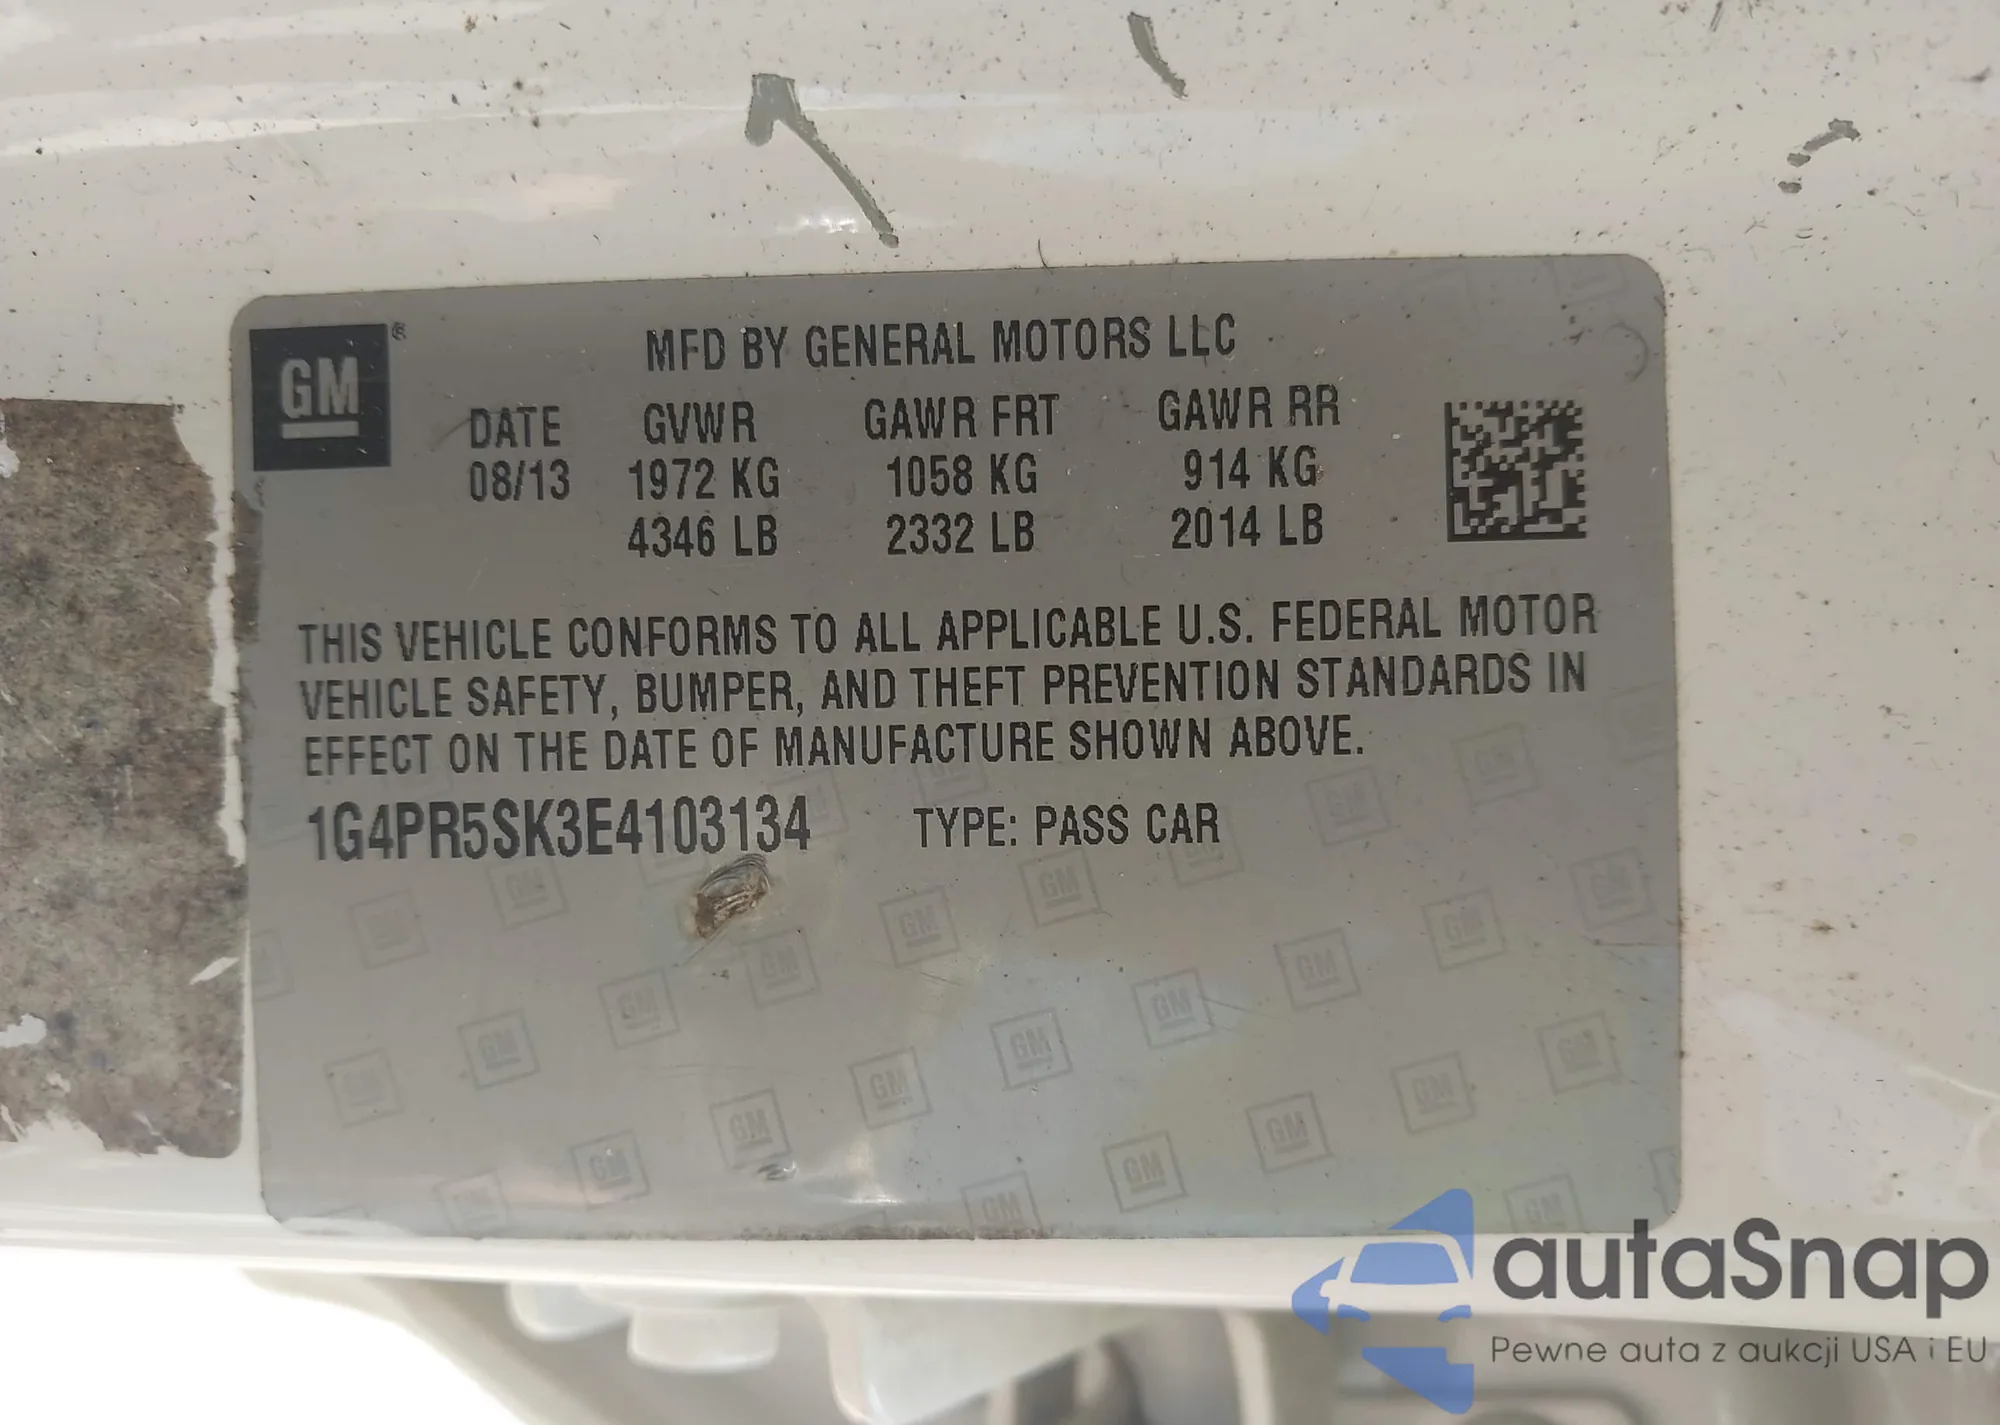 GM ®
MFD BY GENERAL MOTORS LLC
DATE GVWR GAWR FRT GAWR RR
08/13 1972 KG 1058 KG 914 KG
4346 LB 2332 LB 2014 LB
THIS VEHICLE CONFORMS TO ALL APPLICABLE U.S. FEDERAL MOTOR
VEHICLE SAFETY, BUMPER, AND THEFT PREVENTION STANDARDS IN
EFFECT ON THE DATE OF MANUFACTURE SHOWN ABOVE.
1G4PR5SK3E4103134 TYPE: PASS CAR
autaSnap
Pewne auta z aukcji USA i EU